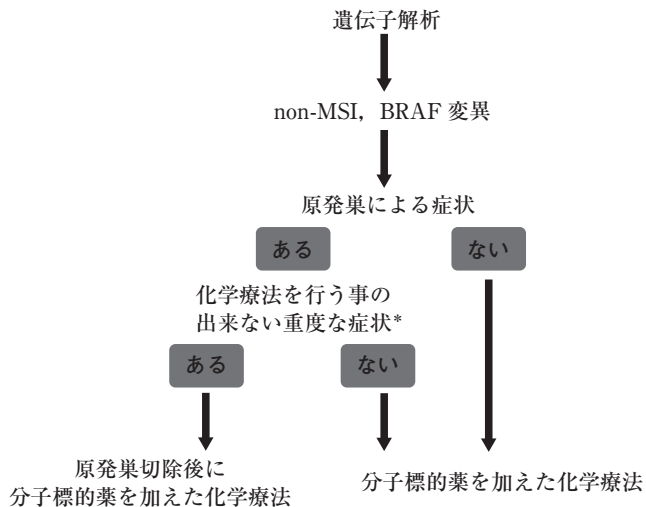 遺伝子解析
non-MSI, BRAF 変異
原発巣による症状
ある
ない
化学療法を行う事の
出来ない重度な症状*
ある
ない
原発巣切除後に
分子標的薬を加えた化学療法
分子標的薬を加えた化学療法